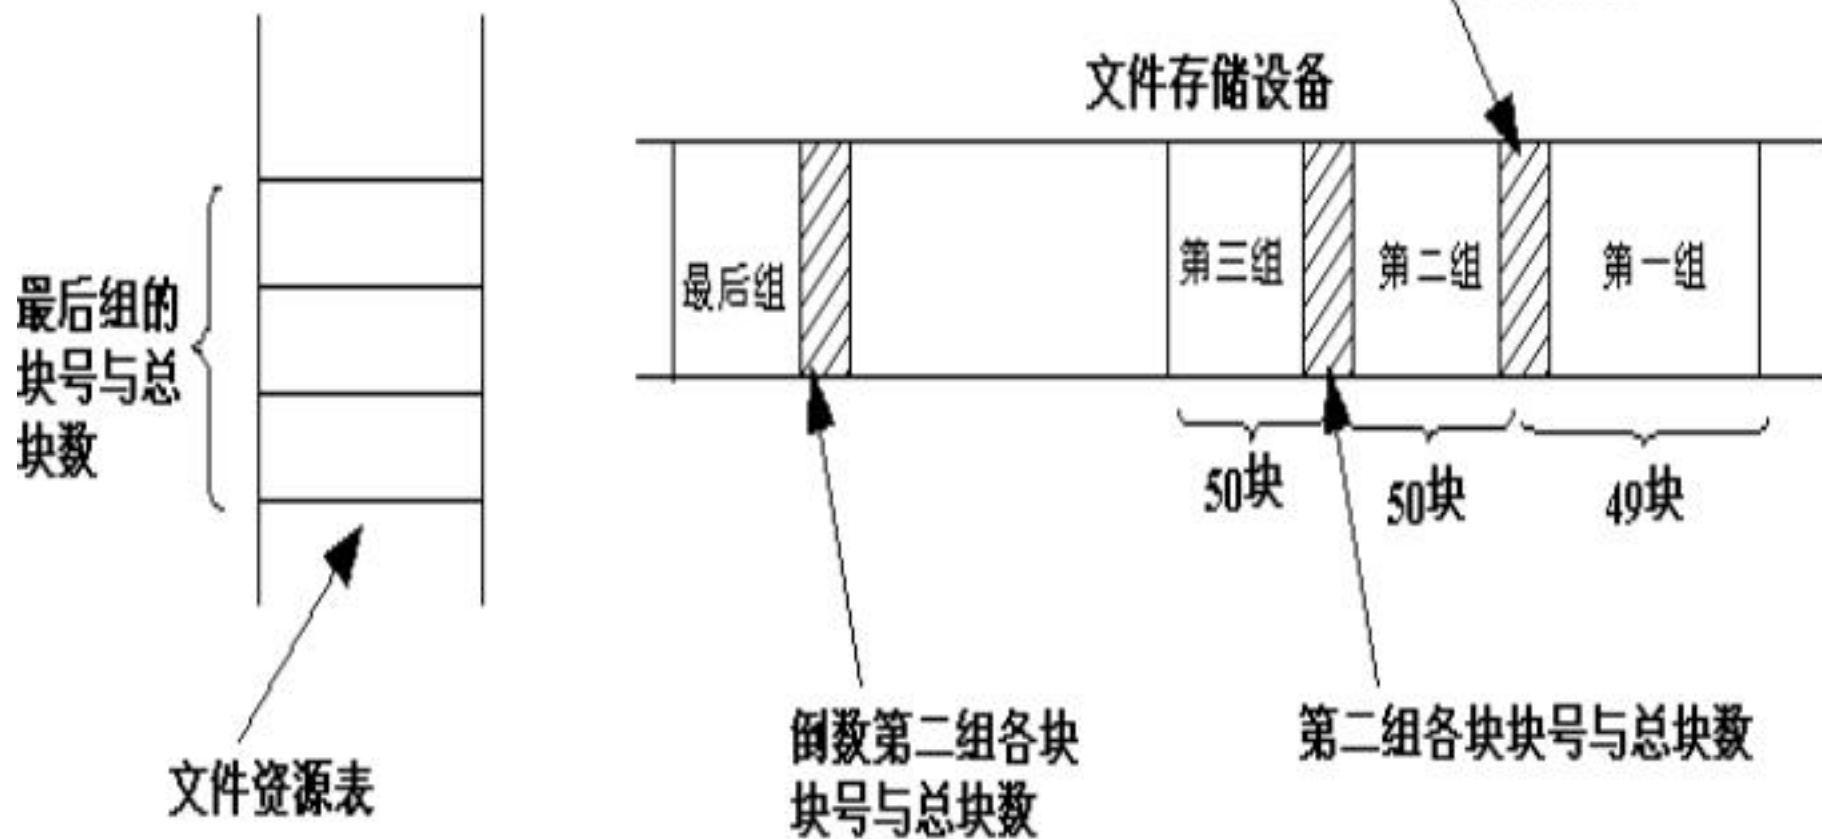 文件存储设备
最后组的
块号与总
块数
最后组
第三组
第二组
第一组
50块
50块
49块
文件资源表
倒数第二组各块
块号与总块数
第二组各块块号与总块数